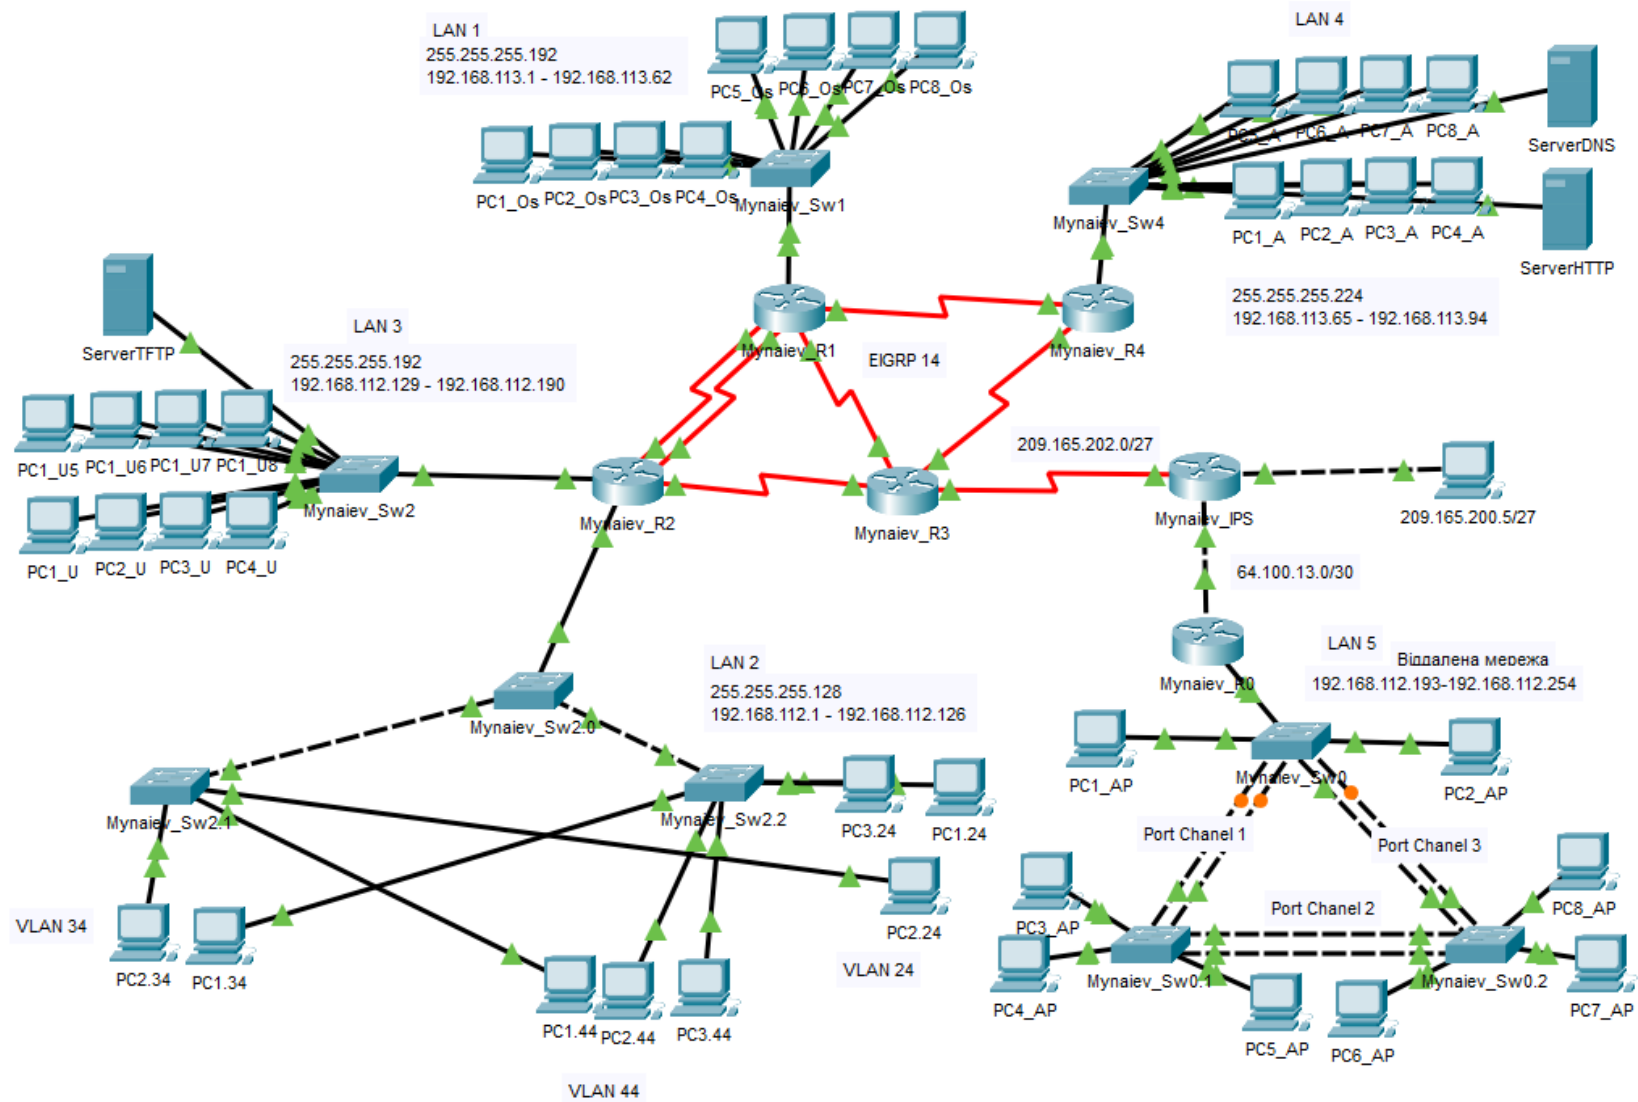 LAN 1
255.255.255.192
192.168.113.1 - 192.168.113.62
PC5_Os
PC6_Os
PC7_Os
PC8_Os
PC1_Os
PC2_Os
PC3_Os
PC4_Os
Mynaiev_Sw1
LAN 4
PC5_A
PC6_A
PC7_A
PC8_A
ServerDNS
Mynaiev_Sw4
PC1_A
PC2_A
PC3_A
PC4_A
ServerHTTP
255.255.255.224
192.168.113.65 - 192.168.113.94
ServerTFTP
LAN 3
255.255.255.192
192.168.112.129 - 192.168.112.190
Mynaiev_R1
EIGRP 14
Mynaiev_R4
PC1_U5
PC1_U6
PC1_U7
PC1_U8
Mynaiev_Sw2
PC1_U
PC2_U
PC3_U
PC4_U
Mynaiev_R2
Mynaiev_R3
209.165.202.0/27
Mynaiev_IPS
209.165.200.5/27
64.100.13.0/30
Mynaiev_R0
LAN 5
Віддалена мережа
192.168.112.193-192.168.112.254
LAN 2
255.255.255.128
192.168.112.1 - 192.168.112.126
Mynaiev_Sw2.0
Mynaiev_Sw2.1
Mynaiev_Sw2.2
PC3.24
PC1.24
PC2.24
VLAN 24
VLAN 34
PC2.34
PC1.34
PC1.44
PC2.44
PC3.44
VLAN 44
PC1_AP
Mynaiev_Sw0
PC2_AP
Port Chanel 1
Port Chanel 3
Port Chanel 2
PC3_AP
PC4_AP
Mynaiev_Sw0.1
PC5_AP
PC6_AP
Mynaiev_Sw0.2
PC8_AP
PC7_AP